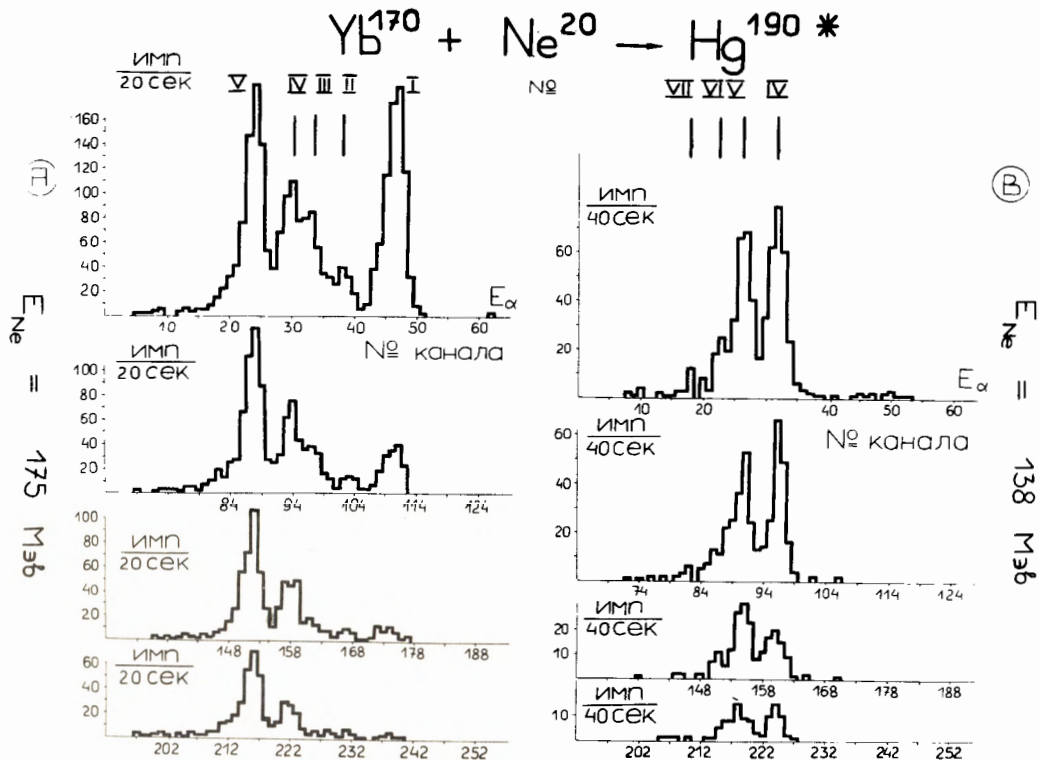 Yb170 + Ne20 → Hg190 *
ИМП
20 сек
V IV III II I
№
VII VI V IV
160
140
120
100
80
60
40
20
10 20 30 40 50 60
Eα
№ канала
(П)
E Ne = 175 Мэв
ИМП
20 сек
100
80
60
40
20
84 94 104 114 124
ИМП
20 сек
100
80
60
40
20
148 158 168 178 188
ИМП
20 сек
60
40
20
202 212 222 232 242 252
ИМП
40 сек
60
40
20
10 20 30 40 50 60
Eα
№ канала
В
E Ne = 138 Мэв
ИМП
40 сек
60
40
20
74 84 94 104 114 124
ИМП
40 сек
20
10
148 158 168 178 188
ИМП
40 сек
10
202 212 222 232 242 252